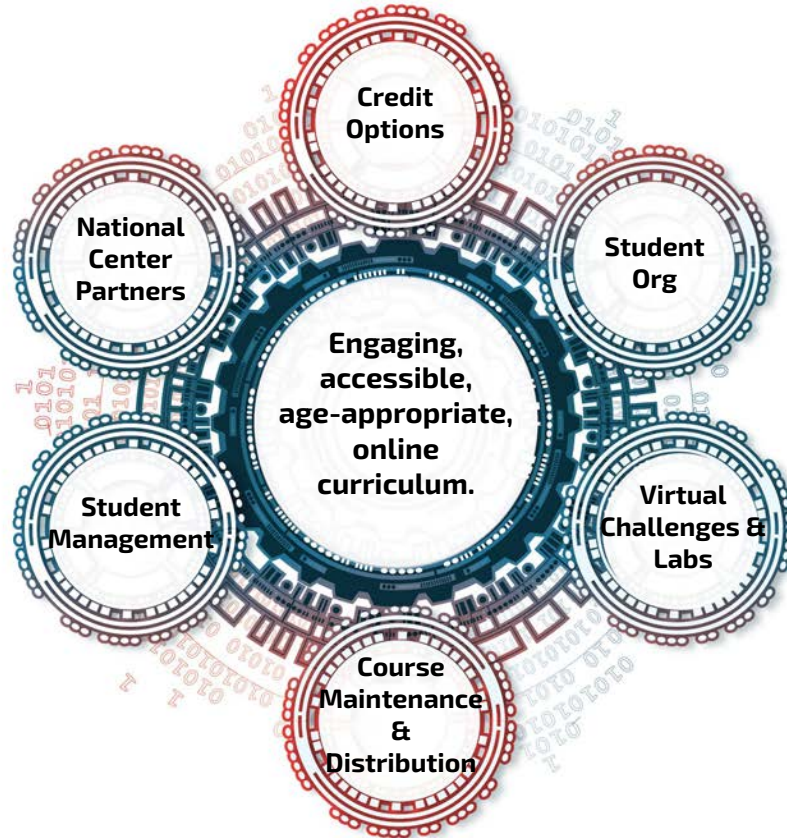 Credit
Options
National
Center
Partners
Student
Org
Engaging,
accessible,
age-appropriate,
online
curriculum.
Student
Management
Virtual
Challenges &
Labs
Course
Maintenance
&
Distribution